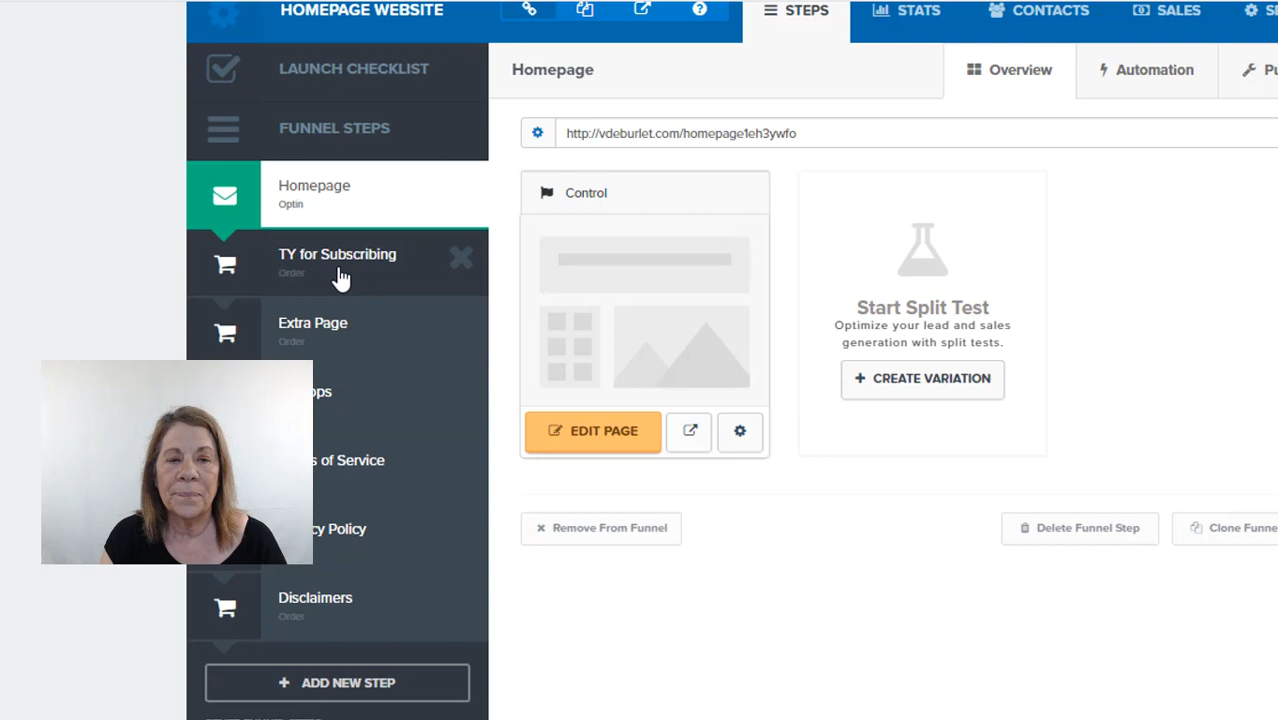 HOMEPAGE WEBSITE
STEPS
STATS
CONTACTS
SALES
LAUNCH CHECKLIST
Homepage
Overview
Automation
FUNNEL STEPS
http://vdeburlet.com/homepage1eh3ywfo
Homepage
Optin
Control
TY for Subscribing
Order
Extra Page
Order
Start Split Test
Optimize your lead and sales
generation with split tests.
CREATE VARIATION
EDIT PAGE
of Service
Policy
Remove From Funnel
Delete Funnel Step
Clone Funne
Disclaimers
Order
ADD NEW STEP